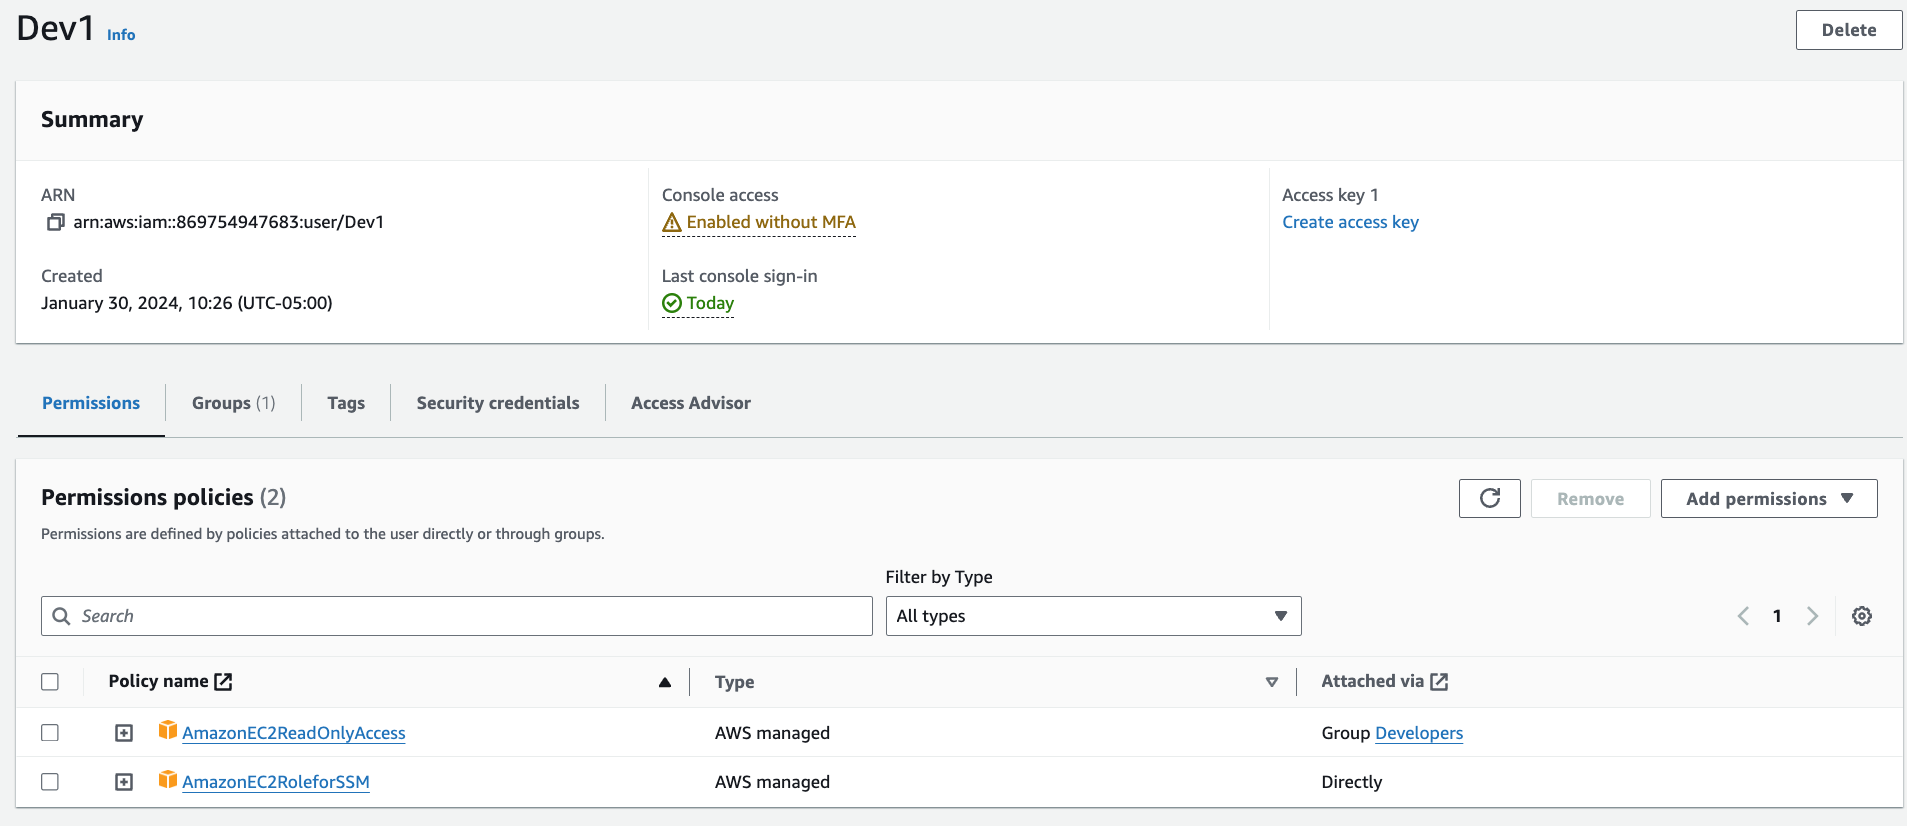 Dev1 Info
Delete
Summary
ARN
arn:aws:iam::869754947683:user/Dev1
Created
January 30, 2024, 10:26 (UTC-05:00)
Console access
Enabled without MFA
Last console sign-in
Today
Access key 1
Create access key
Permissions Groups (1) Tags Security credentials Access Advisor
Permissions policies (2)
Remove Add permissions
Permissions are defined by policies attached to the user directly or through groups.
Filter by Type
Search All types 1
Policy name Type Attached via
AmazonEC2ReadOnlyAccess AWS managed Group Developers
AmazonEC2RoleforSSM AWS managed Directly